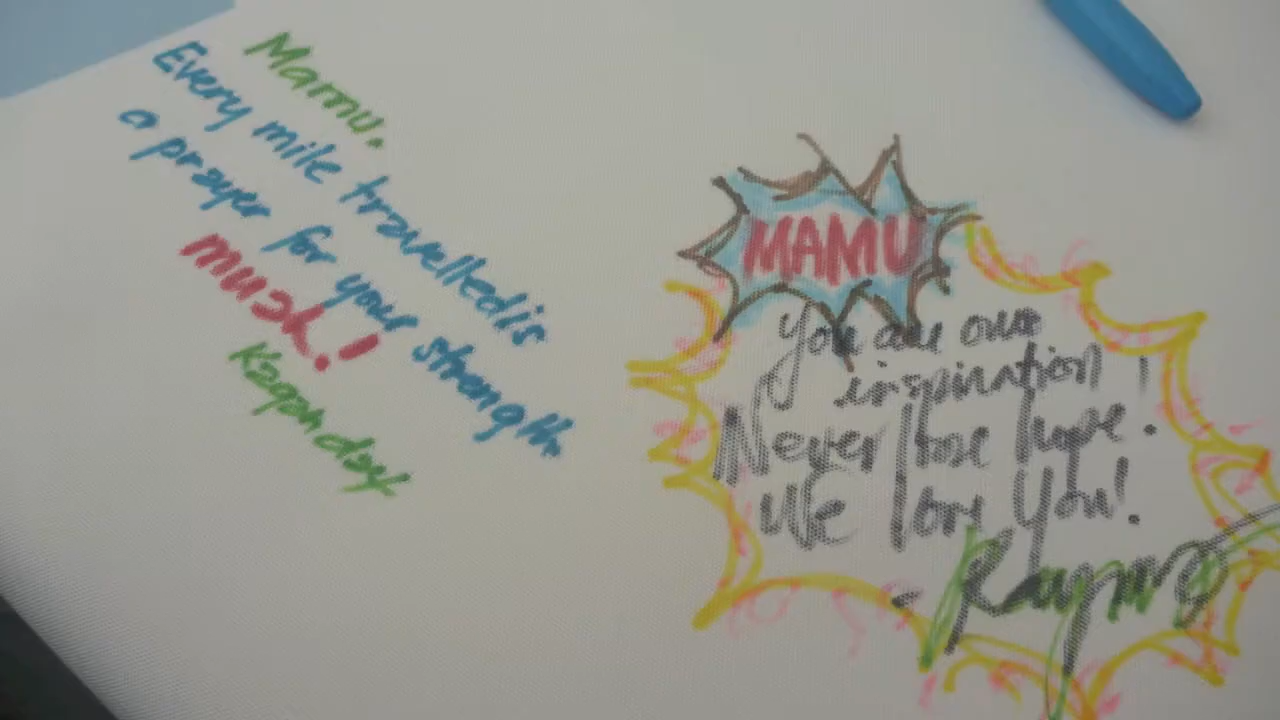 Mamu.
Every mile travelled is
a prayer for your strength
muah!
MAMU
You are our
inspiration!
Never lose hope.
We love You!